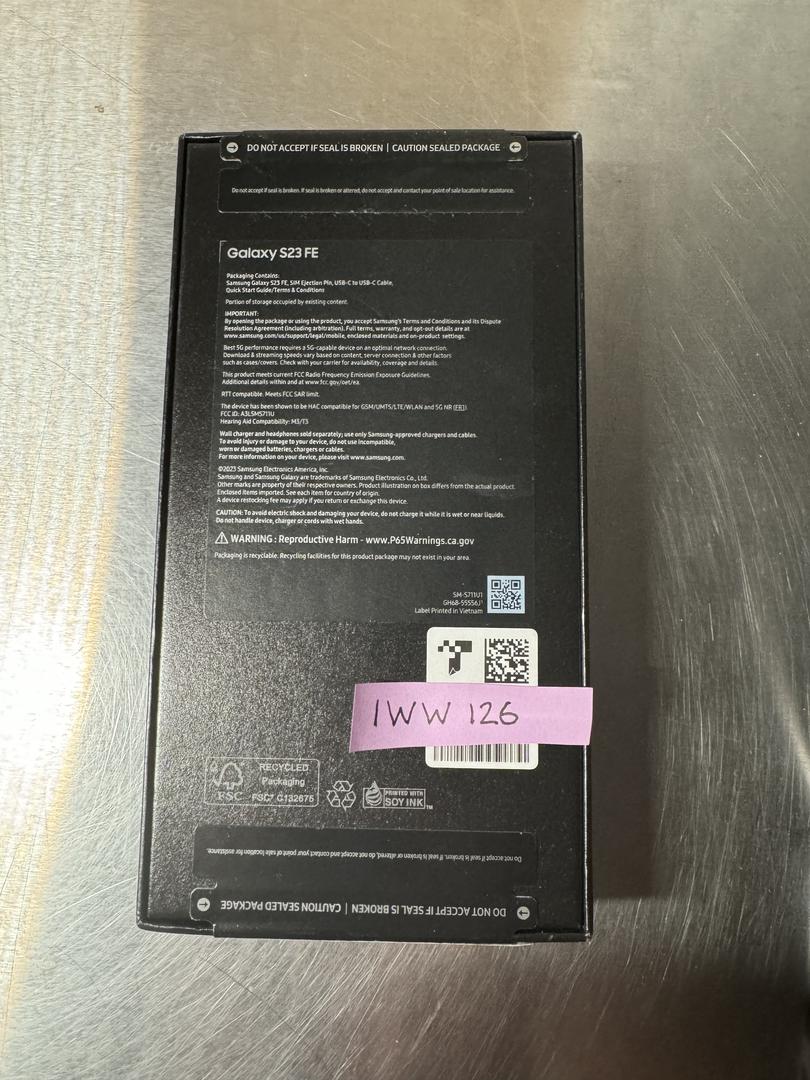 DO NOT ACCEPT IF SEAL IS BROKEN | CAUTION SEALED PACKAGE
Do not accept if seal is broken. If seal is broken or altered, do not accept and contact your point of sale location for assistance.
Galaxy S23 FE
Packaging Contains:
Samsung Galaxy S23 FE, SIM Ejection Pin, USB-C to USB-C Cable,
Quick Start Guide/Terms & Conditions
Portion of storage occupied by existing content.
IMPORTANT:
By opening the package or using the product, you accept Samsung's Terms and Conditions and its Dispute
Resolution Agreement (including arbitration). Full terms, warranty, and opt-out details are at
www.samsung.com/us/support/legal/mobile, enclosed materials and on-product settings.
Best 5G performance requires a 5G-capable device on an optimal network connection.
Download & streaming speeds vary based on content, server connection & other factors
such as cases/covers. Check with your carrier for availability, coverage and details.
This product meets current FCC Radio Frequency Emission Exposure Guidelines.
Additional details within and at www.fcc.gov/oet/ea.
RTT compatible. Meets FCC SAR limit.
The device has been shown to be HAC compatible for GSM/UMTS/LTE/WLAN and 5G NR (FR1).
FCC ID: A3LSMS711U
Hearing Aid Compatibility: M3/T3
Wall charger and headphones sold separately; use only Samsung-approved chargers and cables.
To avoid injury or damage to your device, do not use incompatible,
worn or damaged batteries, chargers or cables.
For more information on your device, please visit www.samsung.com.
©2023 Samsung Electronics America, Inc.
Samsung and Samsung Galaxy are trademarks of Samsung Electronics Co., Ltd.
Other marks are property of their respective owners. Product illustration on box differs from the actual product.
Enclosed items imported. See each item for country of origin.
A device restocking fee may apply if you return or exchange this device.
CAUTION: To avoid electric shock and damaging your device, do not charge it while it is wet or near liquids.
Do not handle device, charger or cords with wet hands.
WARNING: Reproductive Harm - www.P65Warnings.ca.gov
Packaging is recyclable. Recycling facilities for this product package may not exist in your area.
SM-S711U1
GH68-55556J
Label Printed in Vietnam
1WW 126
RECYCLED
Packaging
FSC FSC® C132675
PRINTED WITH
SOY INK™
Do not accept if seal is broken. If seal is broken or altered, do not accept and contact your point of sale location for assistance.
DO NOT ACCEPT IF SEAL IS BROKEN | CAUTION SEALED PACKAGE